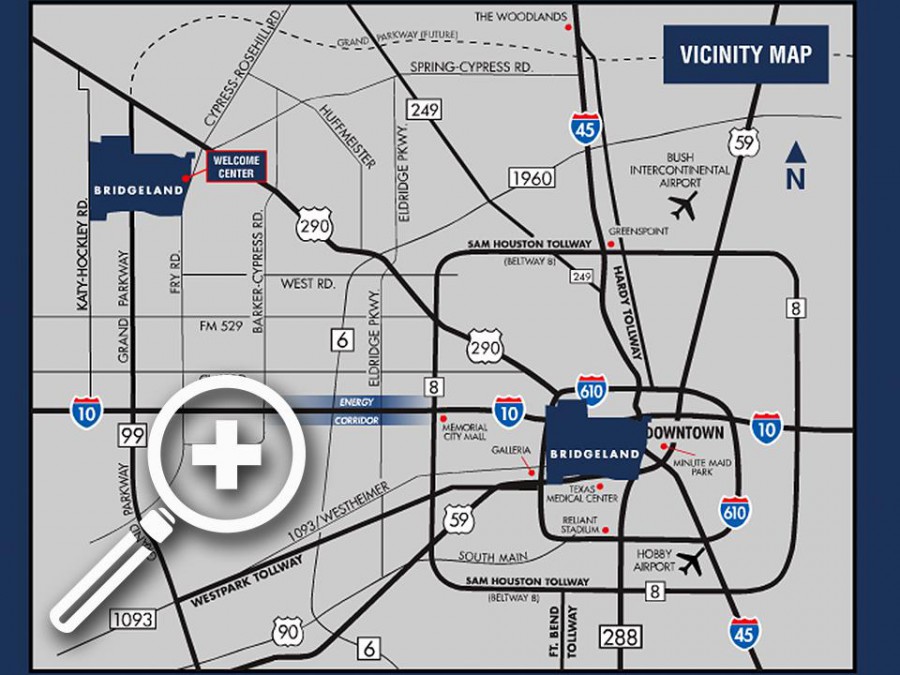 THE WOODLANDS
VICINITY MAP
GRAND PARKWAY (FUTURE)
CYPRESS-ROSEHILL RD.
SPRING-CYPRESS RD.
249
HUFFMEISTER
45
59
1960
BUSH
INTERCONTINENTAL
AIRPORT
N
WELCOME
CENTER
BRIDGELAND
ELDRIDGE PKWY.
290
GREENSPOINT
SAM HOUSTON TOLLWAY
(BELTWAY 8)
249
HARDY TOLLWAY
KATY-HOCKLEY RD.
GRAND PARKWAY
FRY RD.
BARKER-CYPRESS RD.
WEST RD.
ELDRIDGE PKWY.
8
FM 529
6
290
8
610
ENERGY
CORRIDOR
10
10
10
MEMORIAL
CITY MALL
99
DOWNTOWN
GALLERIA
BRIDGELAND
MINUTE MAID
PARK
TEXAS
MEDICAL CENTER
610
GRAND PARKWAY
1093/WESTHEIMER
59
RELIANT
STADIUM
SOUTH MAIN
HOBBY
AIRPORT
WESTPARK TOLLWAY
SAM HOUSTON TOLLWAY
(BELTWAY 8)
8
1093
90
6
FT. BEND
TOLLWAY
288
45